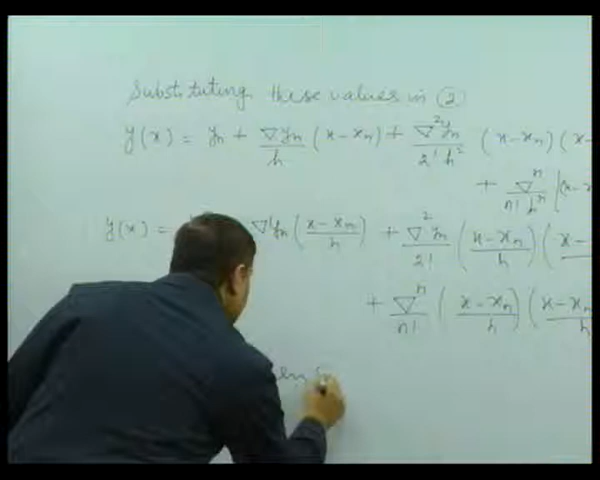 Substituting these values in ②
y(x) = yn + ∇yn/h (x-xn) + ∇²yn/2! h² (x-xn)(x-
+ ∇ⁿ/n! hⁿ (x-x
y(x) = ∇yn (x-xn/h) + ∇²yn/2! (x-xn/h)(x-
+ ∇ⁿ/n! (x-xn/h)(x-xn/h